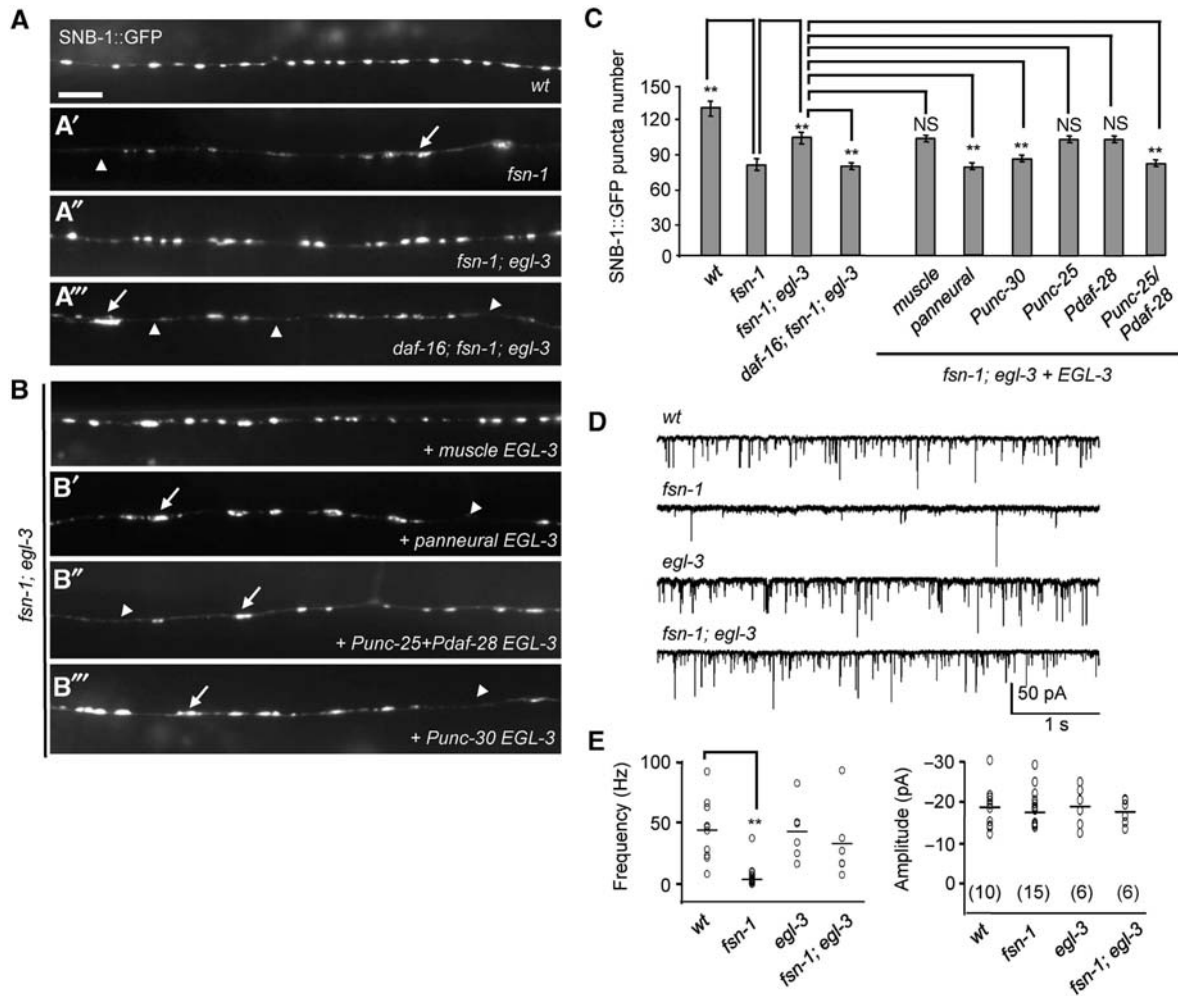 A
SNB-1::GFP
wt
A′
fsn-1
A″
fsn-1; egl-3
A‴
daf-16; fsn-1; egl-3
B
fsn-1; egl-3
+ muscle EGL-3
B′
+ panneural EGL-3
B″
+ Punc-25+Pdaf-28 EGL-3
B‴
+ Punc-30 EGL-3
C
SNB-1::GFP puncta number
150
120
90
60
30
0
** ** ** NS ** ** NS NS **
wt
fsn-1
fsn-1; egl-3
daf-16; fsn-1; egl-3
muscle
panneural
Punc-30
Punc-25
Pdaf-28
Punc-25/
Pdaf-28
fsn-1; egl-3 + EGL-3
D
wt
fsn-1
egl-3
fsn-1; egl-3
50 pA
1 s
E
Frequency (Hz)
100
50
0
**
wt
fsn-1
egl-3
fsn-1; egl-3
Amplitude (pA)
–30
–20
–10
0
(10) (15) (6) (6)
wt
fsn-1
egl-3
fsn-1; egl-3